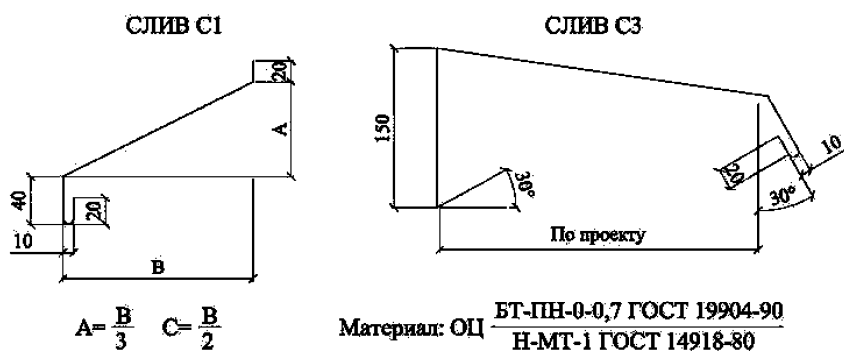 СЛИВ С1
СЛИВ С3
20
A
40
20
10
B
150
30°
По проекту
20
10
30°
A= B/3 C= B/2
Материал: ОЦ БТ-ПН-0-0,7 ГОСТ 19904-90
Н-МТ-1 ГОСТ 14918-80